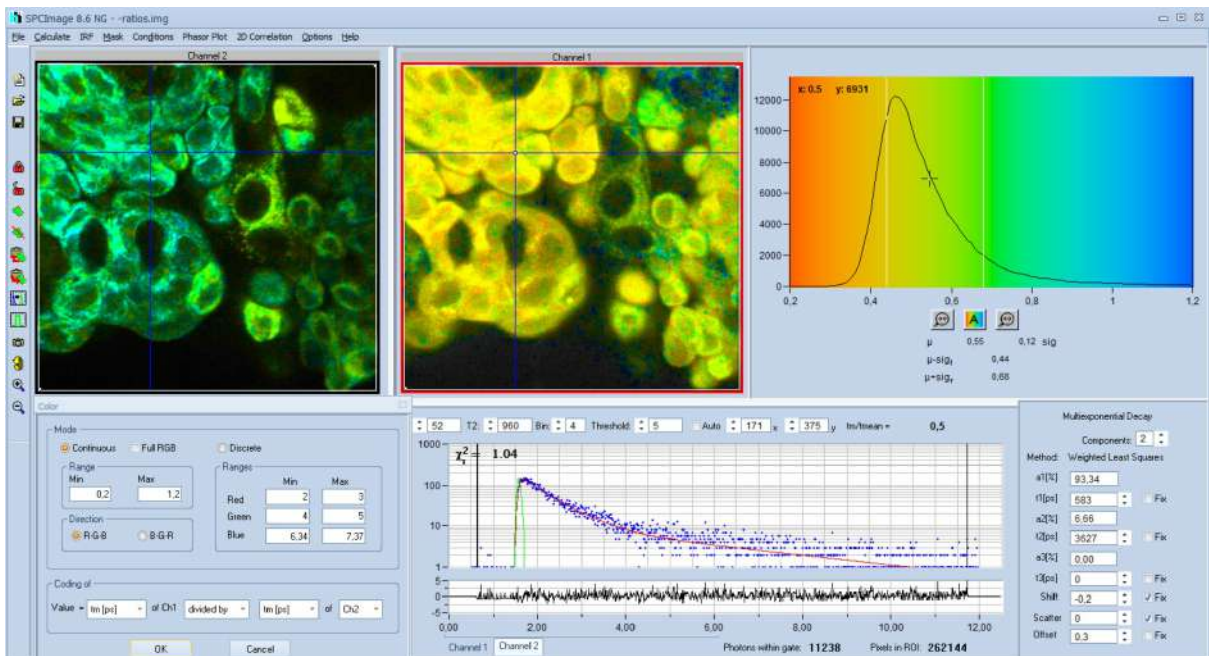 SPCImage 8.6 NG - -ratios.img
File Calculate IRF Mask Conditions Phasor Plot 2D Correlation Options Help
Channel 2
Channel 1
x: 0.5 y: 6931
12000
10000
8000
6000
4000
2000
0
0,2 0,4 0,6 0,8 1 1,2
A
μ 0,55 0,12 sig
μ-sigₗ 0,44
μ+sigᵣ 0,68
Color
Mode
Continuous Full RGB Discrete
Range
Min Max
0,2 1,2
Direction
R-G-B B-G-R
Ranges
Min Max
Red 2 3
Green 4 5
Blue 6,34 7,37
Coding of
Value = tm [ps] of Ch1 divided by tm [ps] of Ch2
OK Cancel
52 T2: 960 Bin: 4 Threshold: 5 Auto 171 x 375 y tm/tmean = 0,5
χ²ᵣ = 1.04
1000
100
10
1
5
0
-5
0,00 2,00 4,00 6,00 8,00 10,00 12,00
Channel 1 Channel 2
Photons within gate: 11238 Pixels in ROI: 262144
Multiexponential Decay
Components: 2
Method: Weighted Least Squares
a1[%] 93,34
t1[ps] 583 Fix
a2[%] 6,66
t2[ps] 3627 Fix
a3[%] 0,00
t3[ps] 0 Fix
Shift -0,2 Fix
Scatter 0 Fix
Offset 0,3 Fix